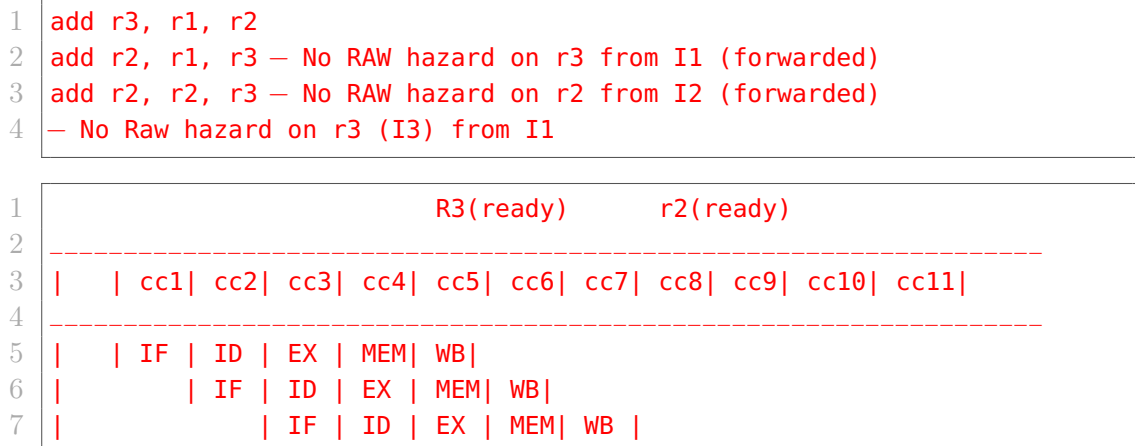 1 add r3, r1, r2
2 add r2, r1, r3 — No RAW hazard on r3 from I1 (forwarded)
3 add r2, r2, r3 — No RAW hazard on r2 from I2 (forwarded)
4 — No Raw hazard on r3 (I3) from I1
1 R3(ready) r2(ready)
2 ___________________________________________________________________
3 | | cc1| cc2| cc3| cc4| cc5| cc6| cc7| cc8| cc9| cc10| cc11|
4 ___________________________________________________________________
5 | | IF | ID | EX | MEM| WB|
6 | | IF | ID | EX | MEM| WB|
7 | | IF | ID | EX | MEM| WB |